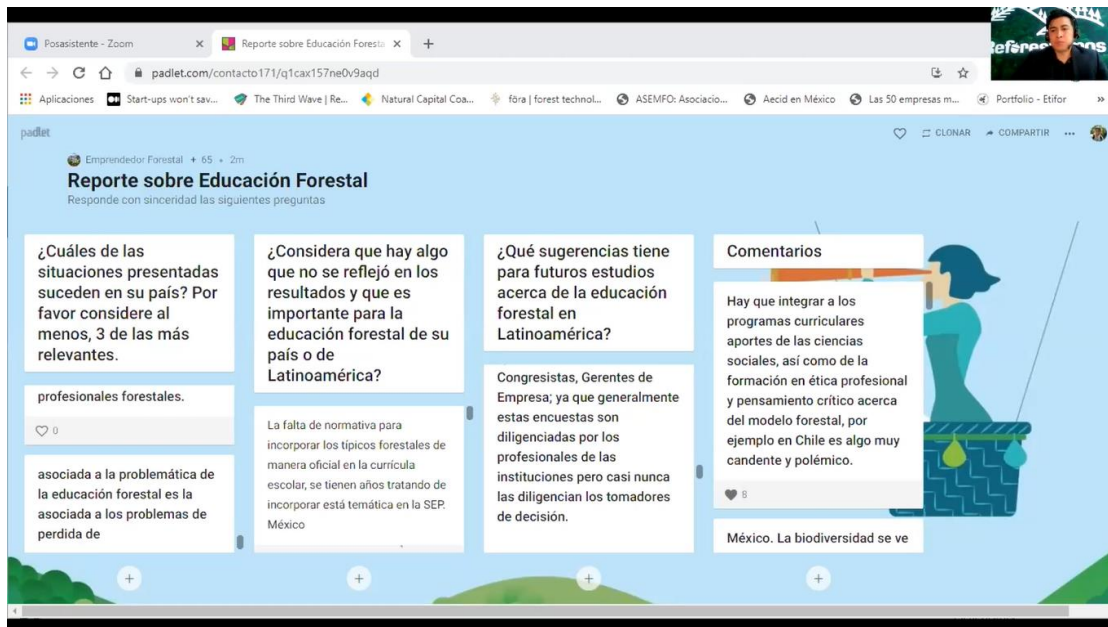 Posasistente - Zoom
Reporte sobre Educación Foresta
padlet.com/contacto171/q1cax157ne0v9aqd
Aplicaciones
Start-ups won't sav...
The Third Wave | Re...
Natural Capital Coa...
föra | forest technol...
ASEMFO: Asociacio...
Aecid en México
Las 50 empresas m...
Portfolio - Etifor
»
padlet
CLONAR
COMPARTIR
Emprendedor Forestal + 65 • 2m
Reporte sobre Educación Forestal
Responde con sinceridad las siguientes preguntas
¿Cuáles de las
situaciones presentadas
suceden en su país? Por
favor considere al
menos, 3 de las más
relevantes.
profesionales forestales.
0
asociada a la problemática de
la educación forestal es la
asociada a los problemas de
perdida de
¿Considera que hay algo
que no se reflejó en los
resultados y que es
importante para la
educación forestal de su
país o de
Latinoamérica?
La falta de normativa para
incorporar los típicos forestales de
manera oficial en la currícula
escolar, se tienen años tratando de
incorporar está temática en la SEP.
México
¿Qué sugerencias tiene
para futuros estudios
acerca de la educación
forestal en
Latinoamérica?
Congresistas, Gerentes de
Empresa; ya que generalmente
estas encuestas son
diligenciadas por los
profesionales de las
instituciones pero casi nunca
las diligencian los tomadores
de decisión.
Comentarios
Hay que integrar a los
programas curriculares
aportes de las ciencias
sociales, así como de la
formación en ética profesional
y pensamiento crítico acerca
del modelo forestal, por
ejemplo en Chile es algo muy
candente y polémico.
8
México. La biodiversidad se ve